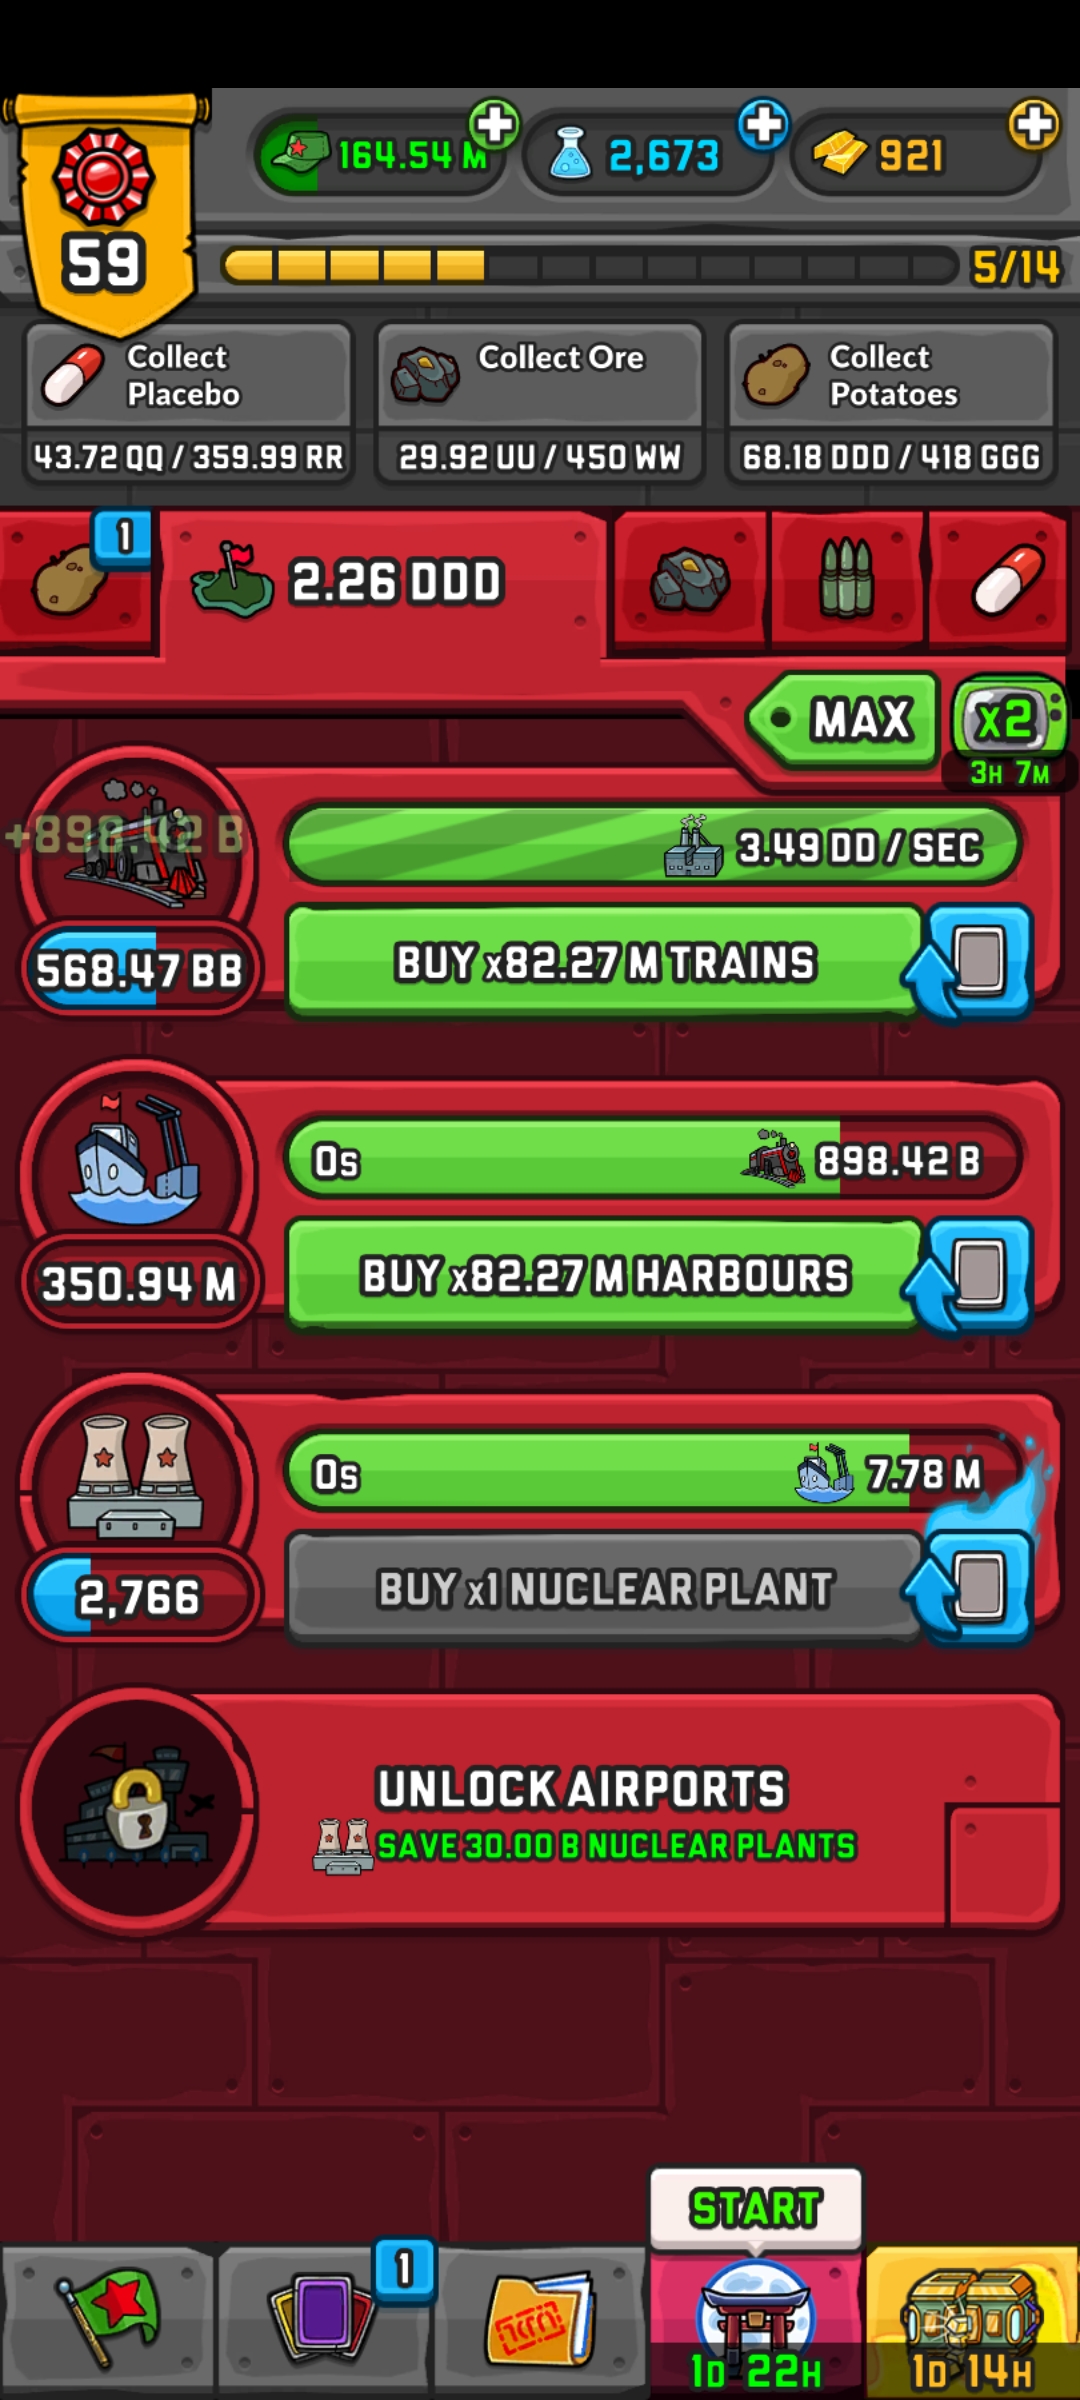 164.54 M
2,673
921
59
5/14
Collect
Placebo
43.72 QQ / 359.99 RR
Collect Ore
29.92 UU / 450 WW
Collect
Potatoes
68.18 DDD / 418 GGG
1
2.26 DDD
MAX
x2
3H 7M
+898.42 B
3.49 DD / SEC
568.47 BB
BUY x82.27 M TRAINS
0s
898.42 B
350.94 M
BUY x82.27 M HARBOURS
0s
7.78 M
2,766
BUY x1 NUCLEAR PLANT
UNLOCK AIRPORTS
SAVE 30.00 B NUCLEAR PLANTS
START
1
1D 22H
1D 14H